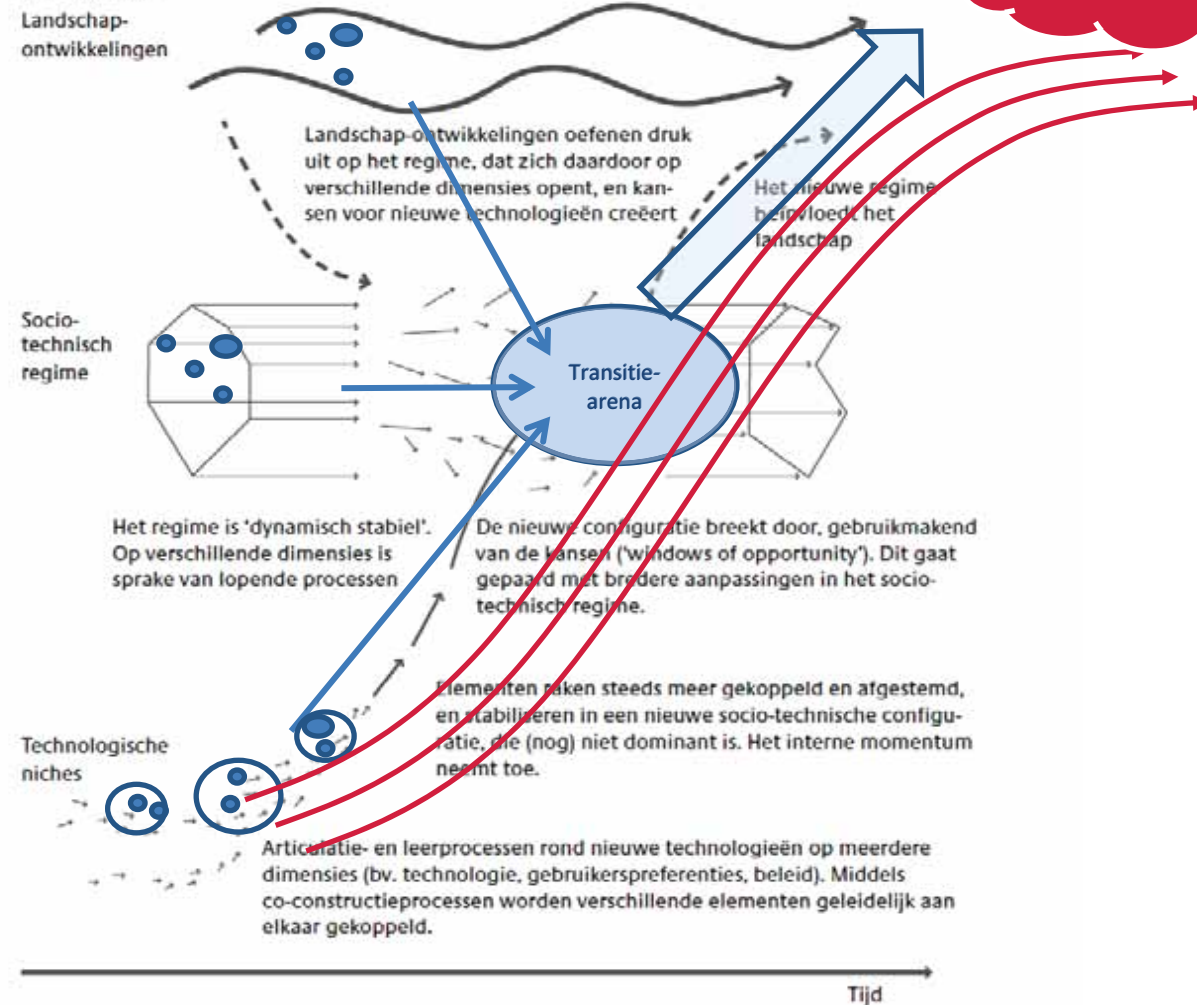 Landschap-
ontwikkelingen
Landschap-ontwikkelingen oefenen druk
uit op het regime, dat zich daardoor op
verschillende dimensies opent, en kan-
sen voor nieuwe technologieën creëert
Het nieuwe regime
beïnvloedt het
landschap
Socio-
technisch
regime
Transitie-
arena
Het regime is ‘dynamisch stabiel’.
Op verschillende dimensies is
sprake van lopende processen
De nieuwe configuratie breekt door, gebruikmakend
van de kansen (‘windows of opportunity’). Dit gaat
gepaard met bredere aanpassingen in het socio-
technisch regime.
Elementen raken steeds meer gekoppeld en afgestemd,
en stabiliseren in een nieuwe socio-technische configu-
ratie, die (nog) niet dominant is. Het interne momentum
neemt toe.
Technologische
niches
Articulatie- en leerprocessen rond nieuwe technologieën op meerdere
dimensies (bv. technologie, gebruikerspreferenties, beleid). Middels
co-constructieprocessen worden verschillende elementen geleidelijk aan
elkaar gekoppeld.
Tijd